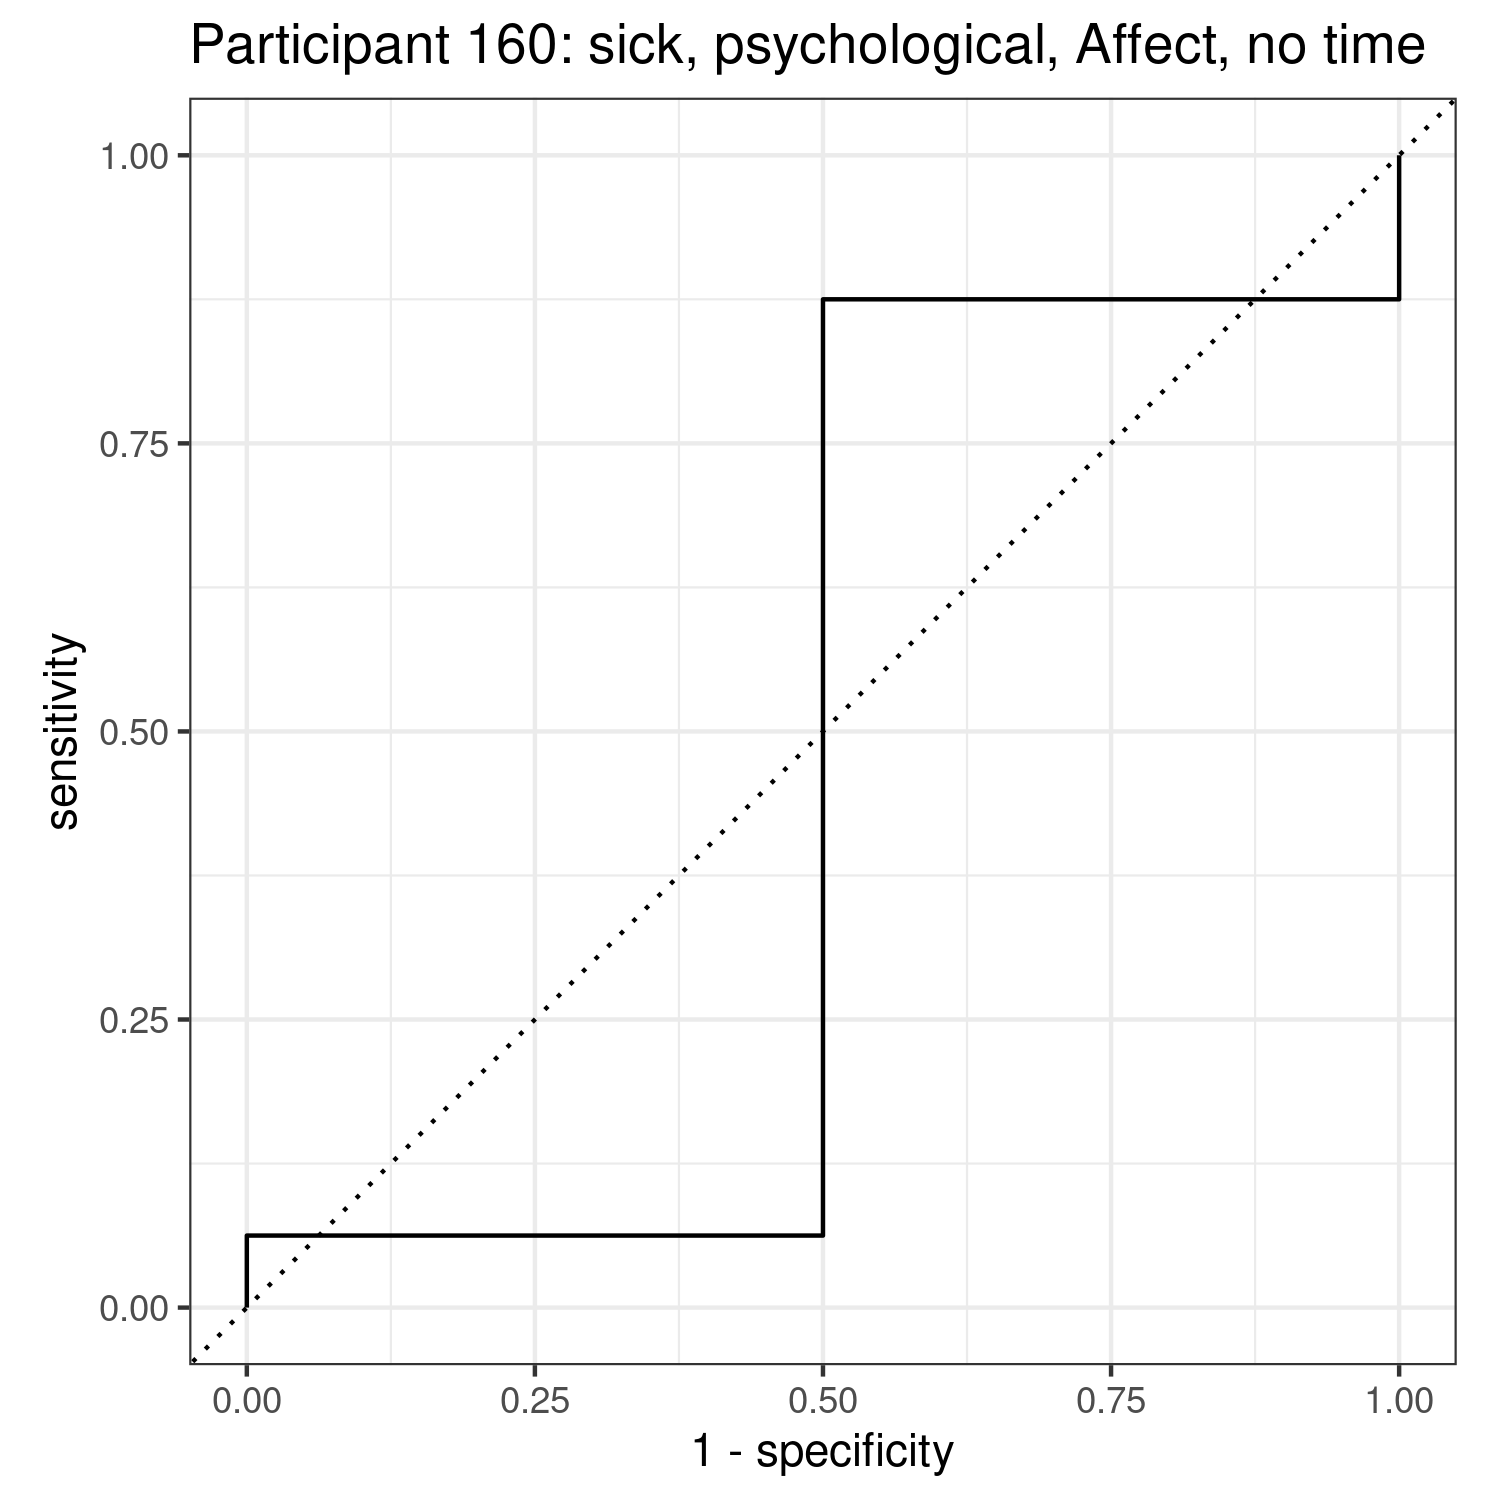 Participant 160: sick, psychological, Affect, no time
1.00
0.75
0.50
0.25
0.00
sensitivity
0.00 0.25 0.50 0.75 1.00
1 - specificity